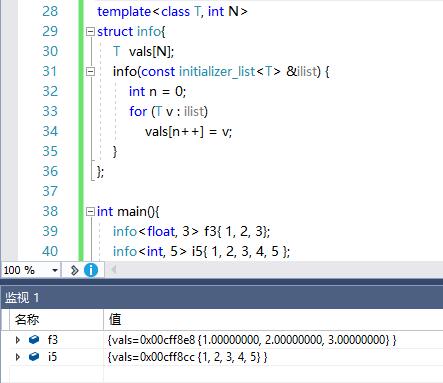 28 template<class T, int N>
29 struct info{
30 T vals[N];
31 info(const initializer_list<T> &ilist) {
32 int n = 0;
33 for (T v : ilist)
34 vals[n++] = v;
35 }
36 };
37
38 int main(){
39 info<float, 3> f3{ 1, 2, 3};
40 info<int, 5> i5{ 1, 2, 3, 4, 5 };
100 %
监视 1
名称 值
f3 {vals=0x00cff8e8 {1.00000000, 2.00000000, 3.00000000} }
i5 {vals=0x00cff8cc {1, 2, 3, 4, 5} }